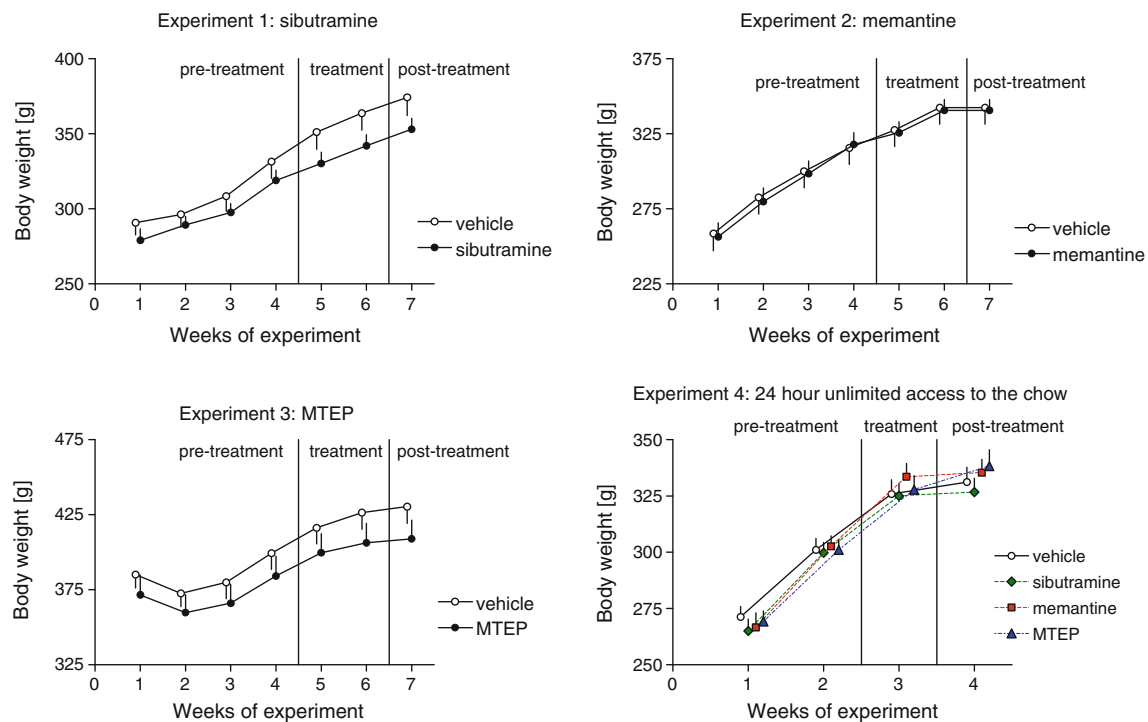 Experiment 1: sibutramine
400
350
300
250
Body weight [g]
pre-treatment
treatment
post-treatment
vehicle
sibutramine
0 1 2 3 4 5 6 7
Weeks of experiment
Experiment 2: memantine
375
325
275
225
Body weight [g]
pre-treatment
treatment
post-treatment
vehicle
memantine
0 1 2 3 4 5 6 7
Weeks of experiment
Experiment 3: MTEP
475
425
375
325
Body weight [g]
pre-treatment
treatment
post-treatment
vehicle
MTEP
0 1 2 3 4 5 6 7
Weeks of experiment
Experiment 4: 24 hour unlimited access to the chow
350
325
300
275
250
Body weight [g]
pre-treatment
treatment
post-treatment
vehicle
sibutramine
memantine
MTEP
0 1 2 3 4
Weeks of experiment